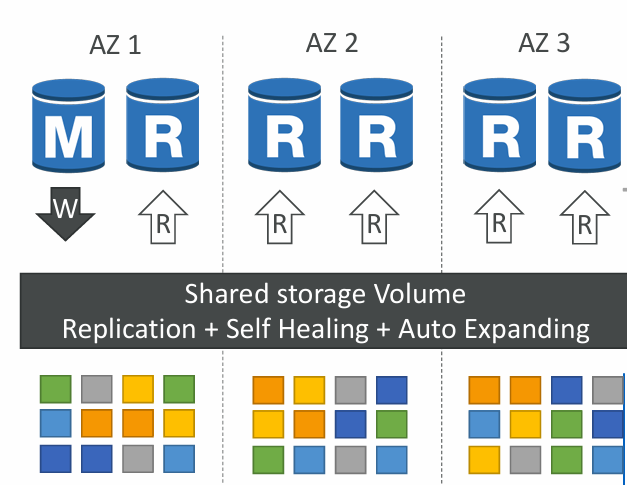 AZ 1
AZ 2
AZ 3
M
R
R
R
R
R
W
R
R
R
R
R
Shared storage Volume
Replication + Self Healing + Auto Expanding